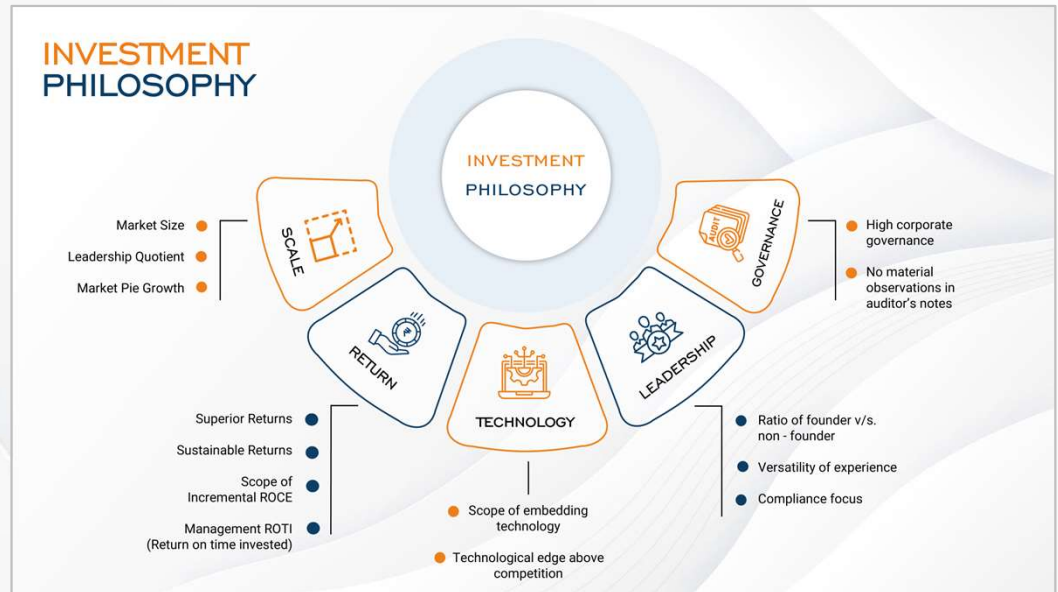 INVESTMENT
PHILOSOPHY
INVESTMENT
PHILOSOPHY
SCALE
Market Size
Leadership Quotient
Market Pie Growth
RETURN
Superior Returns
Sustainable Returns
Scope of
Incremental ROCE
Management ROTI
(Return on time invested)
TECHNOLOGY
Scope of embedding
technology
Technological edge above
competition
LEADERSHIP
Ratio of founder v/s.
non - founder
Versatility of experience
Compliance focus
AUDIT
GOVERNANCE
High corporate
governance
No material
observations in
auditor's notes